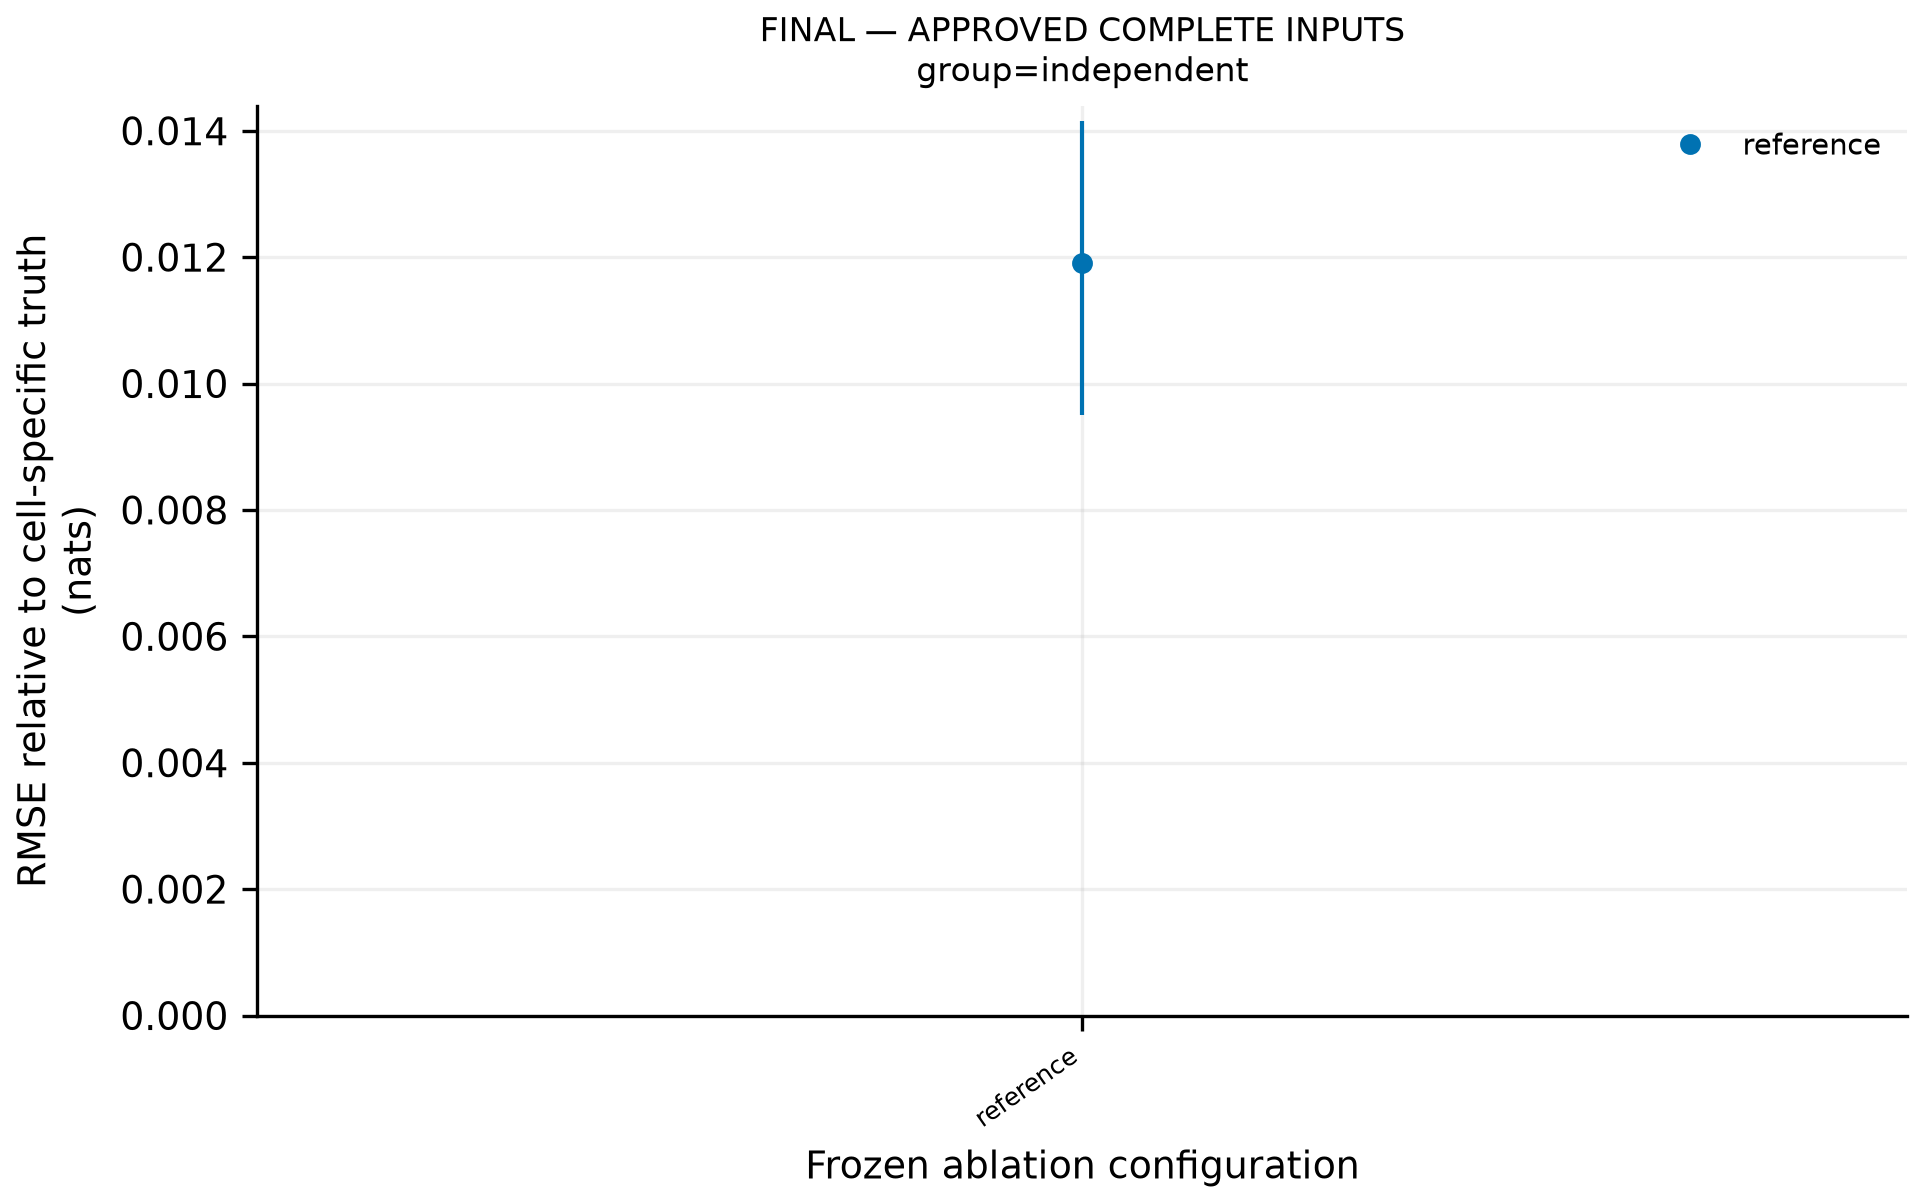 FINAL — APPROVED COMPLETE INPUTS
group=independent
reference
RMSE relative to cell-specific truth
(nats)
0.014
0.012
0.010
0.008
0.006
0.004
0.002
0.000
reference
Frozen ablation configuration